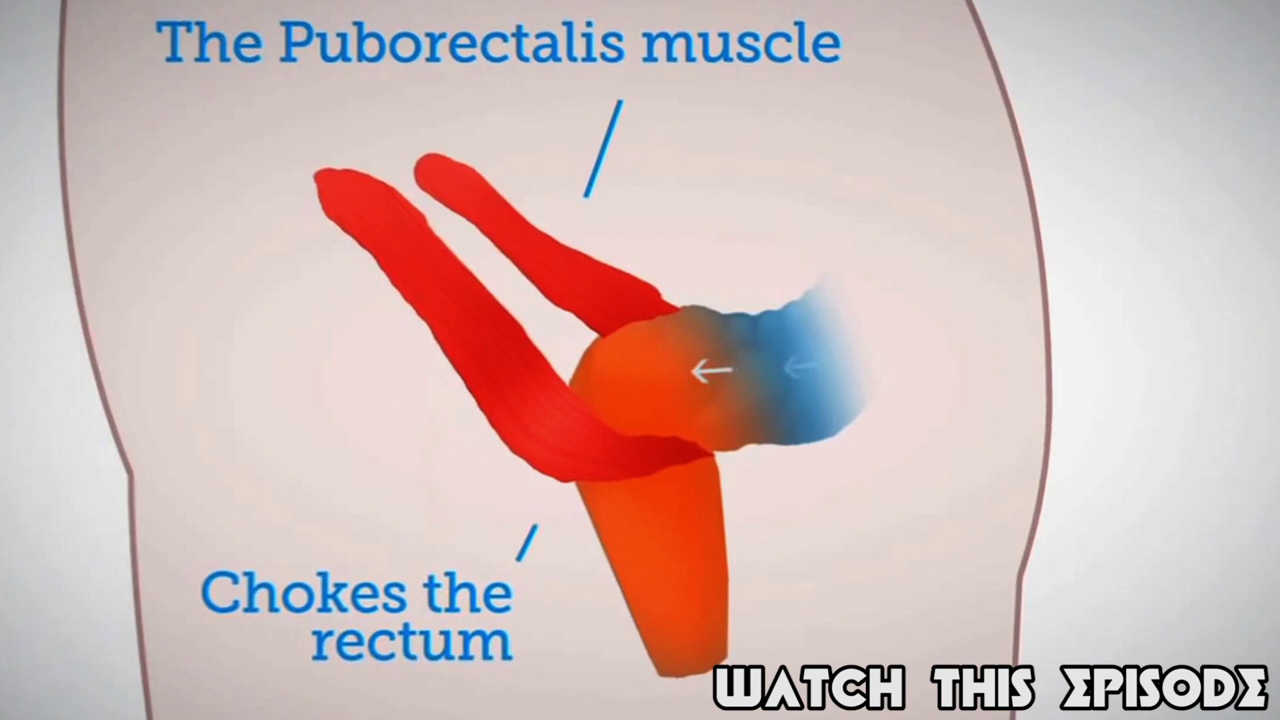 The Puborectalis muscle
Chokes the
rectum
WATCH THIS EPISODE